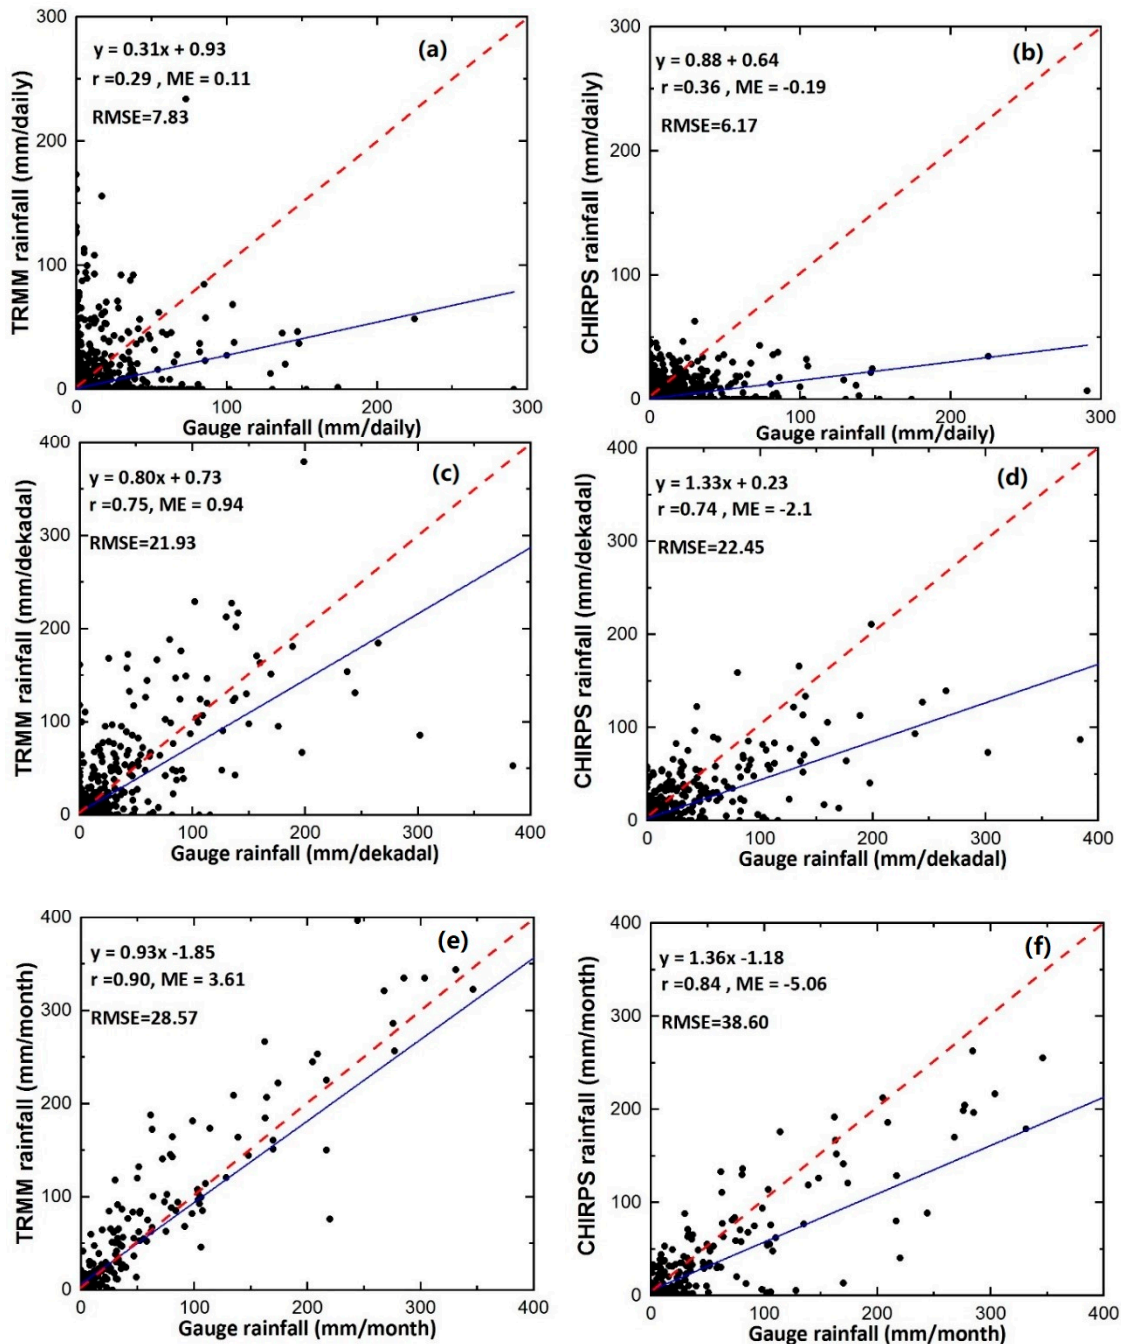 300
200
100
0
0
100
200
300
TRMM rainfall (mm/daily)
Gauge rainfall (mm/daily)
y = 0.31x + 0.93
r =0.29 , ME = 0.11
RMSE=7.83
(a)
300
200
100
0
0
100
200
300
CHIRPS rainfall (mm/daily)
Gauge rainfall (mm/daily)
y = 0.88 + 0.64
r =0.36 , ME = -0.19
RMSE=6.17
(b)
400
300
200
100
0
0
100
200
300
400
TRMM rainfall (mm/dekadal)
Gauge rainfall (mm/dekadal)
y = 0.80x + 0.73
r =0.75, ME = 0.94
RMSE=21.93
(c)
400
300
200
100
0
0
100
200
300
400
CHIRPS rainfall (mm/dekadal)
Gauge rainfall (mm/dekadal)
y = 1.33x + 0.23
r =0.74 , ME = -2.1
RMSE=22.45
(d)
400
300
200
100
0
0
100
200
300
400
TRMM rainfall (mm/month)
Gauge rainfall (mm/month)
y = 0.93x -1.85
r =0.90, ME = 3.61
RMSE=28.57
(e)
400
300
200
100
0
0
100
200
300
400
CHIRPS rainfall (mm/month)
Gauge rainfall (mm/month)
y = 1.36x -1.18
r =0.84 , ME = -5.06
RMSE=38.60
(f)